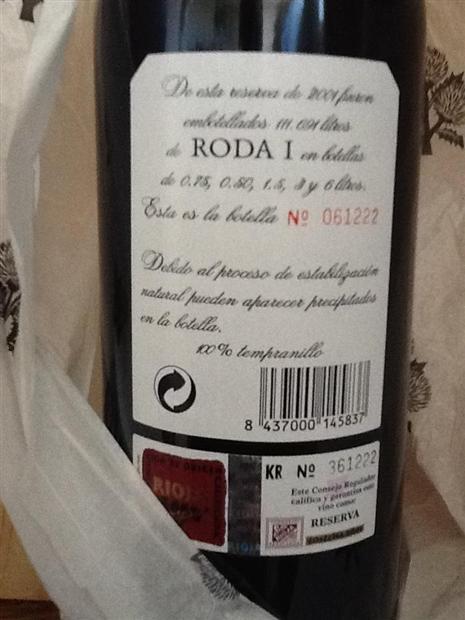 De esta reserva de 2001 fueron
embotellados 111.091 litros
de RODA I en botellas
de 0.75, 0.50, 1.5, 3 y 6 litros.
Esta es la botella Nº 061222
Debido al proceso de estabilización
natural pueden aparecer precipitados
en la botella.
100% tempranillo
8 437000 145837
RIOJA
KR Nº 361222
Este Consejo Regulador
califica y garantiza este
vino como:
RESERVA
RIOJA